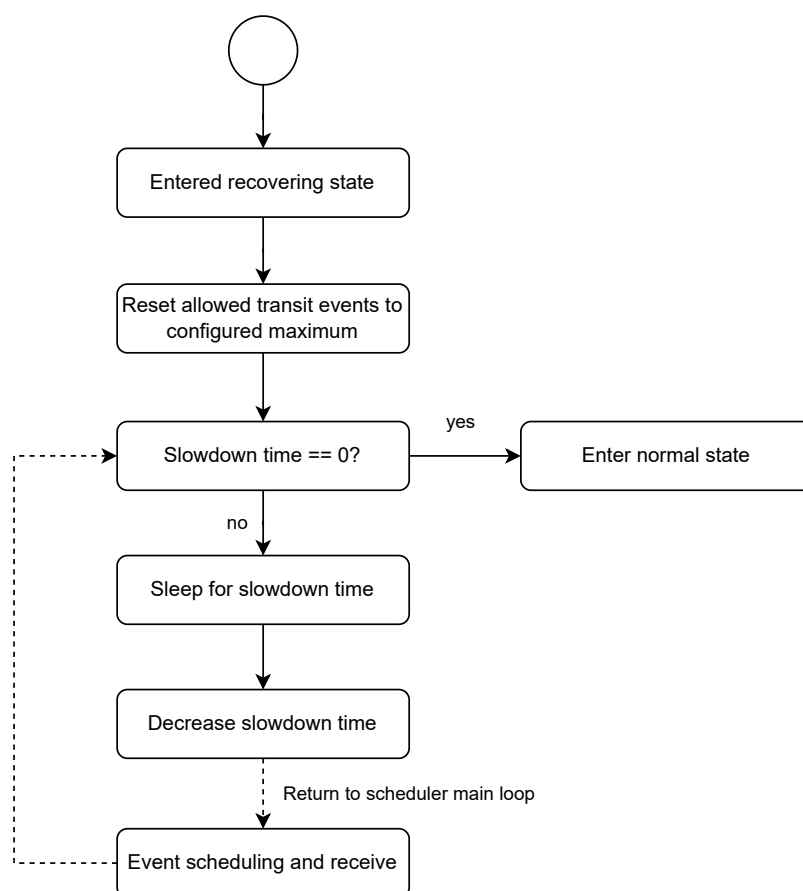 Entered recovering state
Reset allowed transit events to
configured maximum
Slowdown time == 0?
yes
Enter normal state
no
Sleep for slowdown time
Decrease slowdown time
Return to scheduler main loop
Event scheduling and receive